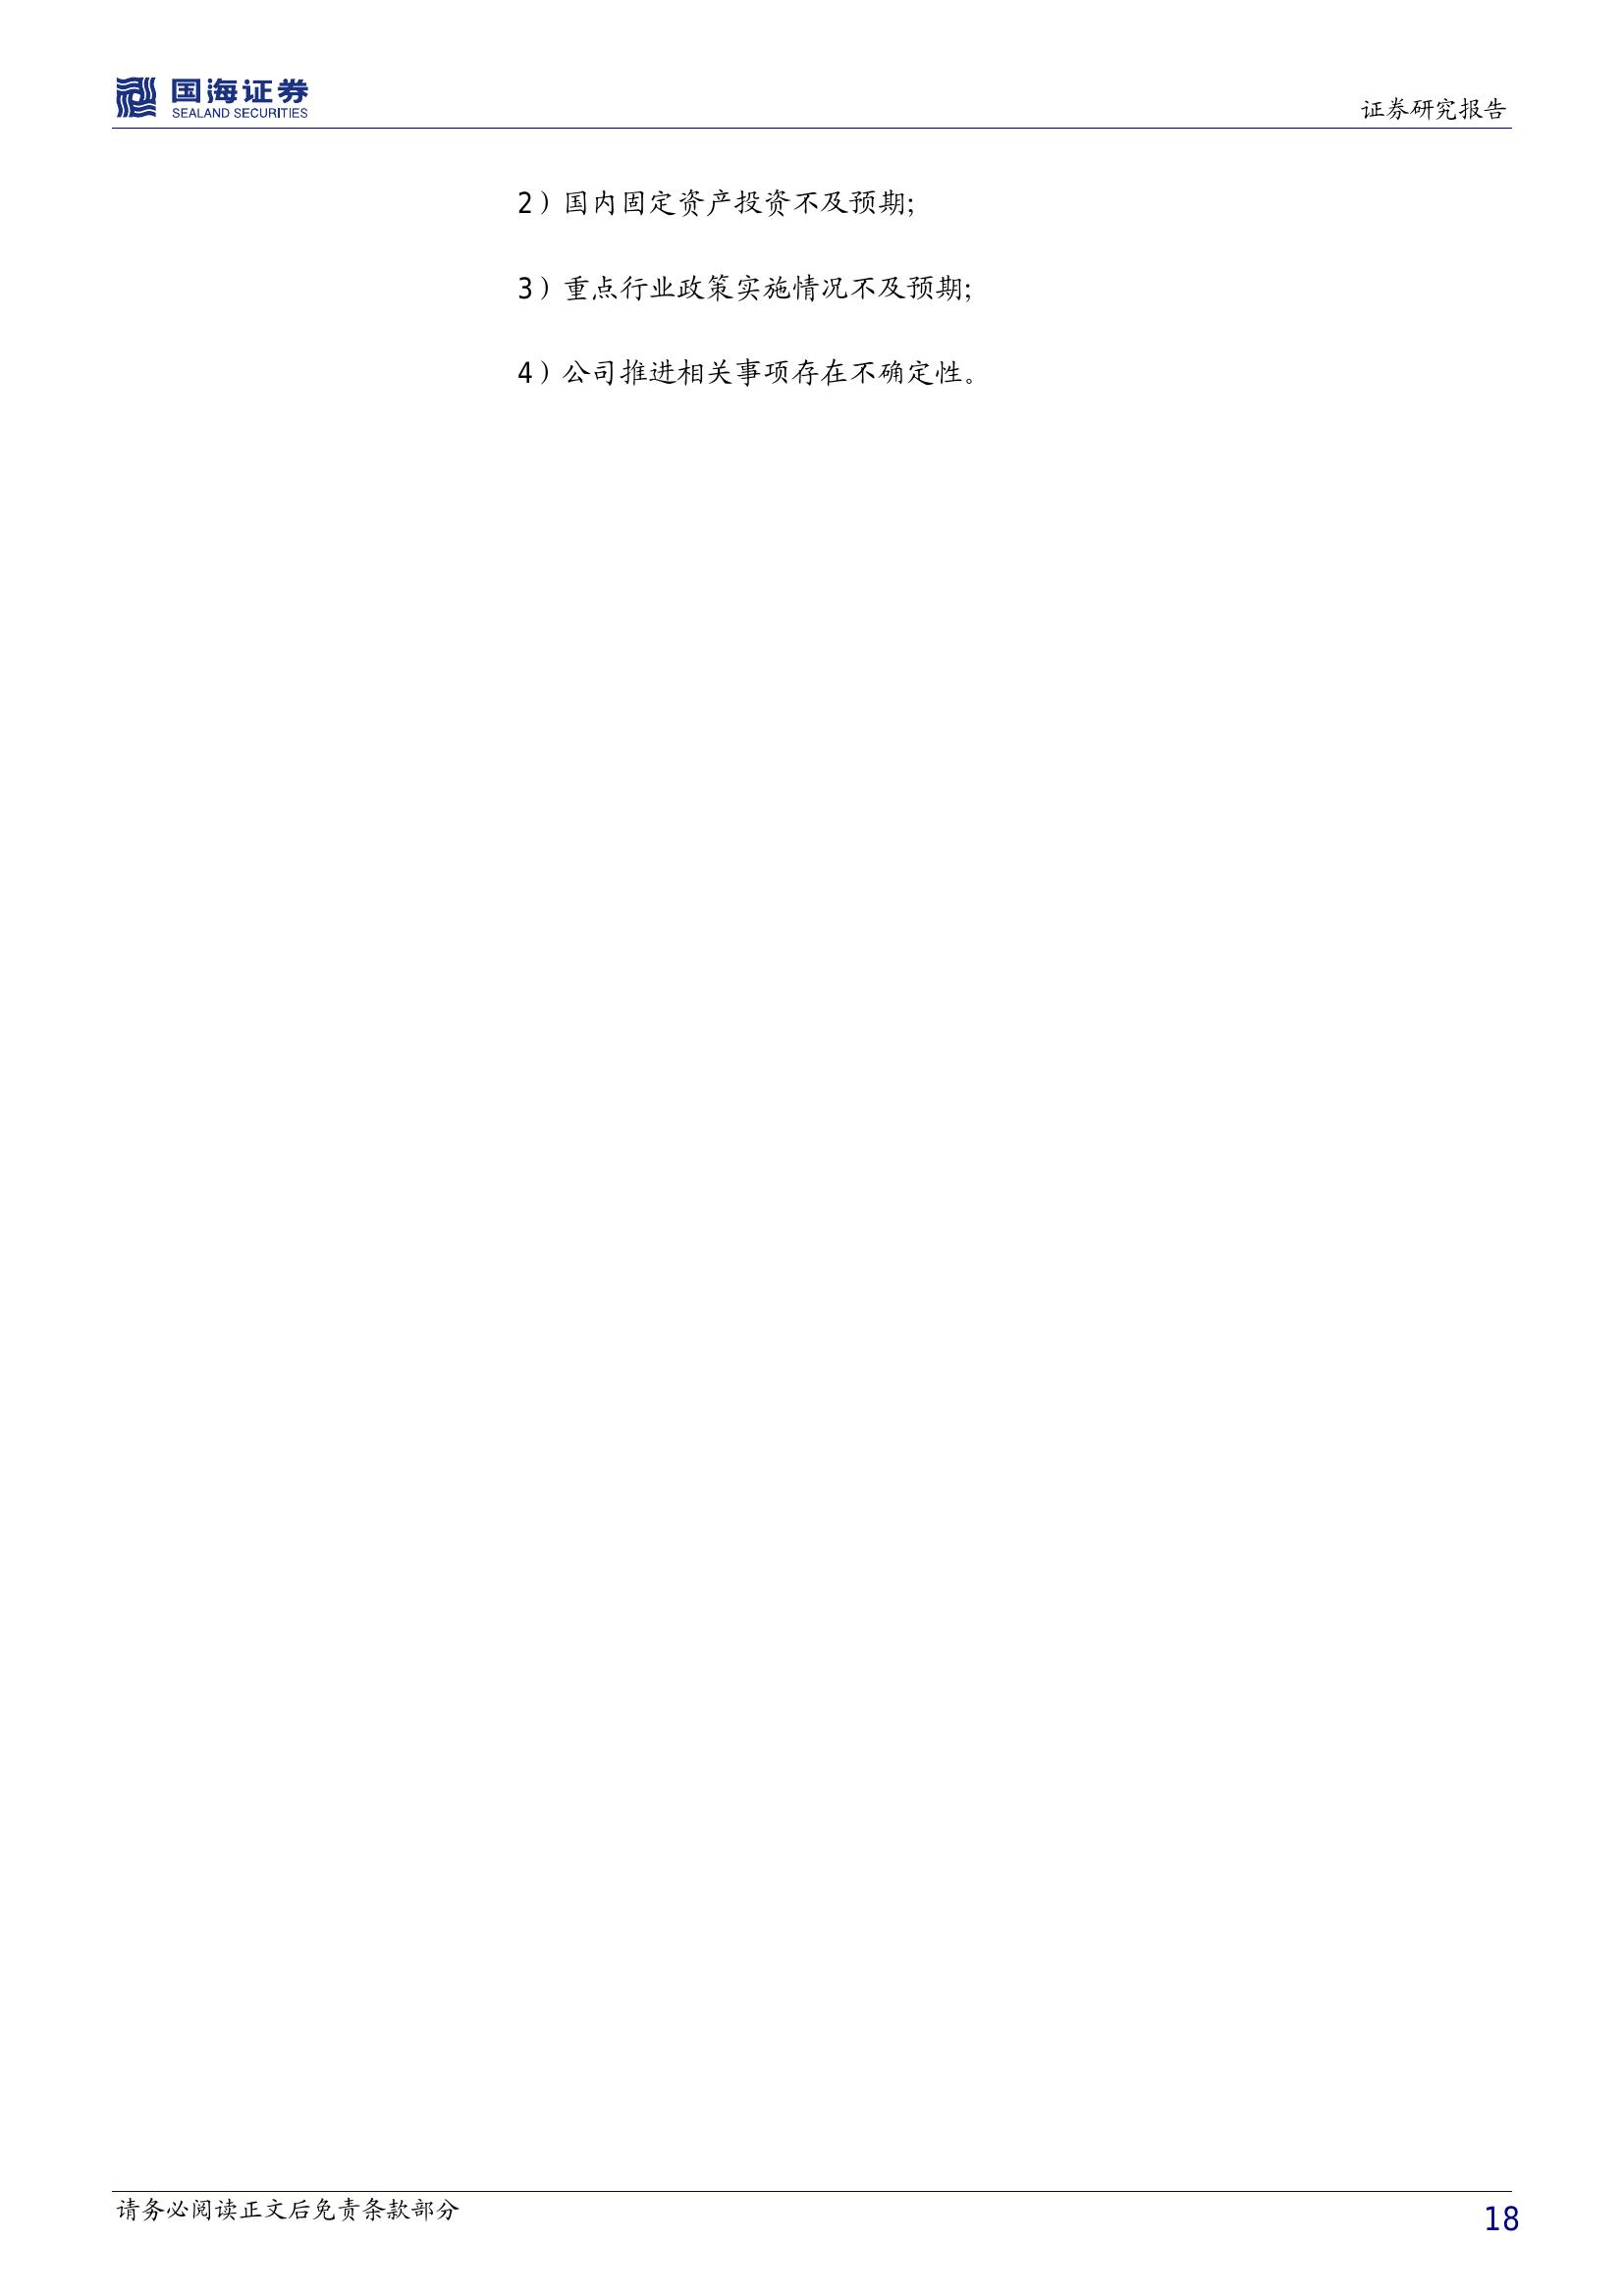 国海证券
SEALAND SECURITIES
证券研究报告
2）国内固定资产投资不及预期；
3）重点行业政策实施情况不及预期；
4）公司推进相关事项存在不确定性。
请务必阅读正文后免责条款部分
18